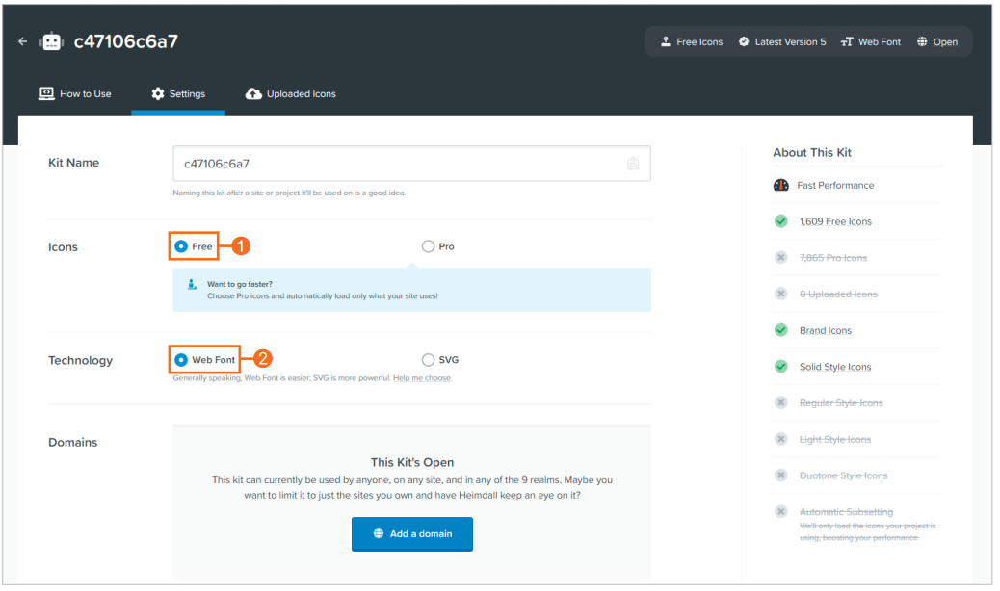 c47106c6a7
Free Icons Latest Version 5 Web Font Open
How to Use Settings Uploaded Icons
Kit Name
c47106c6a7
Naming this kit after a site or project it'll be used on is a good idea.
Icons
Free 1 Pro
Want to go faster?
Choose Pro icons and automatically load only what your site uses!
Technology
Web Font 2 SVG
Generally speaking, Web Font is easier; SVG is more powerful. Help me choose.
Domains
This Kit's Open
This kit can currently be used by anyone, on any site, and in any of the 9 realms. Maybe you
want to limit it to just the sites you own and have Heimdall keep an eye on it?
Add a domain
About This Kit
Fast Performance
1,609 Free Icons
7,865 Pro Icons
0 Uploaded Icons
Brand Icons
Solid Style Icons
Regular Style Icons
Light Style Icons
Duotone Style Icons
Automatic Subsetting
We'll only load the icons your project is
using, boosting your performance.